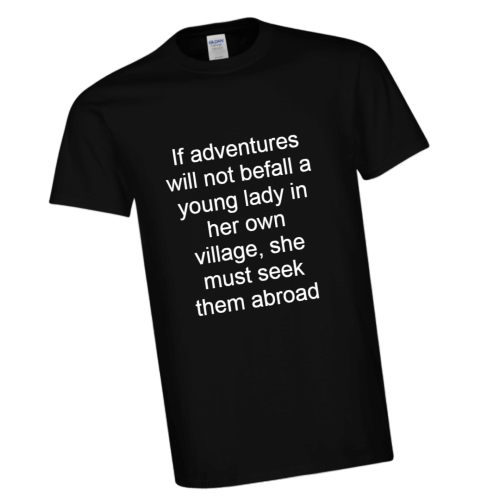 If adventures
will not befall a
young lady in
her own
village, she
must seek
them abroad